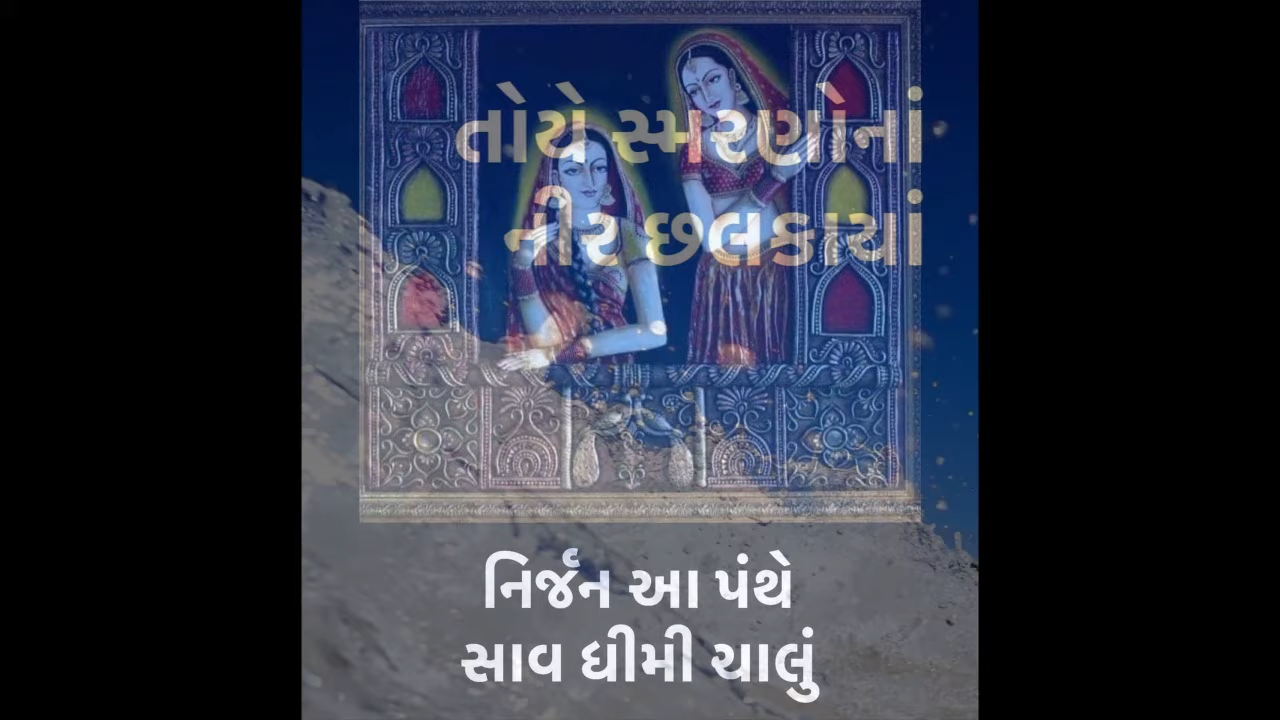 તોયે સ્મરણોનાં
નીર છલકાયાં
નિર્જન આ પંથે
સાવ ધીમી ચાલું